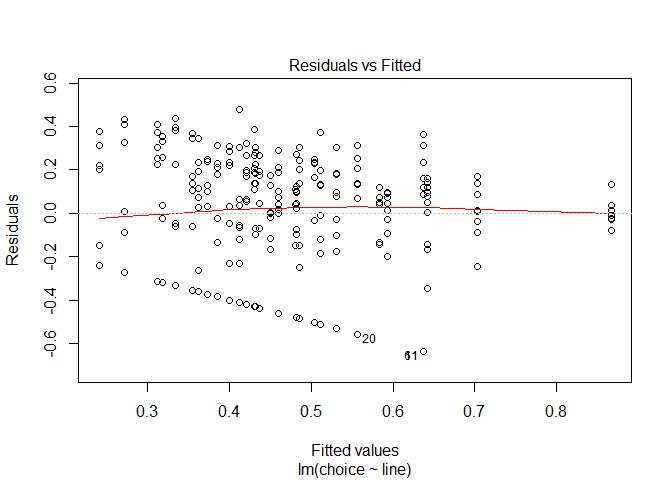 Residuals vs Fitted
Residuals
0.6
0.4
0.2
0.0
-0.2
-0.4
-0.6
20
0.3 0.4 0.5 0.6 0.7 0.8
Fitted values
lm(choice ~ line)